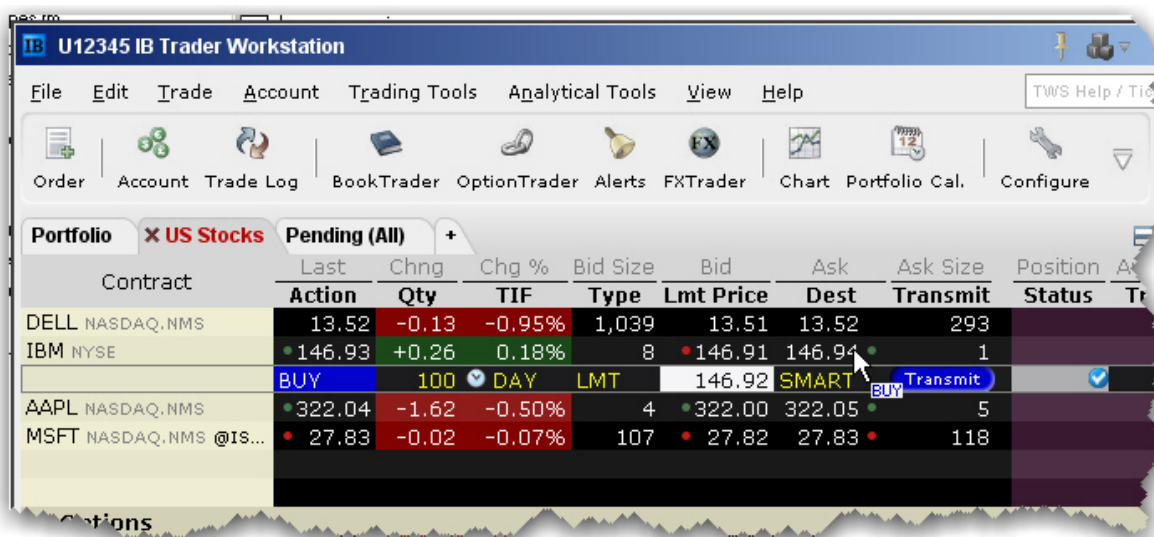 U12345 IB Trader Workstation
File Edit Trade Account Trading Tools Analytical Tools View Help TWS Help / Tic
Order Account Trade Log BookTrader OptionTrader Alerts FXTrader Chart Portfolio Cal. Configure
Portfolio US Stocks Pending (All) +
Contract Last Chng Chg % Bid Size Bid Ask Ask Size Position
Action Qty TIF Type Lmt Price Dest Transmit Status
DELL NASDAQ.NMS 13.52 -0.13 -0.95% 1,039 13.51 13.52 293
IBM NYSE 146.93 +0.26 0.18% 8 146.91 146.94 1
BUY 100 DAY LMT 146.92 SMART Transmit
BUY
AAPL NASDAQ.NMS 322.04 -1.62 -0.50% 4 322.00 322.05 5
MSFT NASDAQ.NMS @IS... 27.83 -0.02 -0.07% 107 27.82 27.83 118